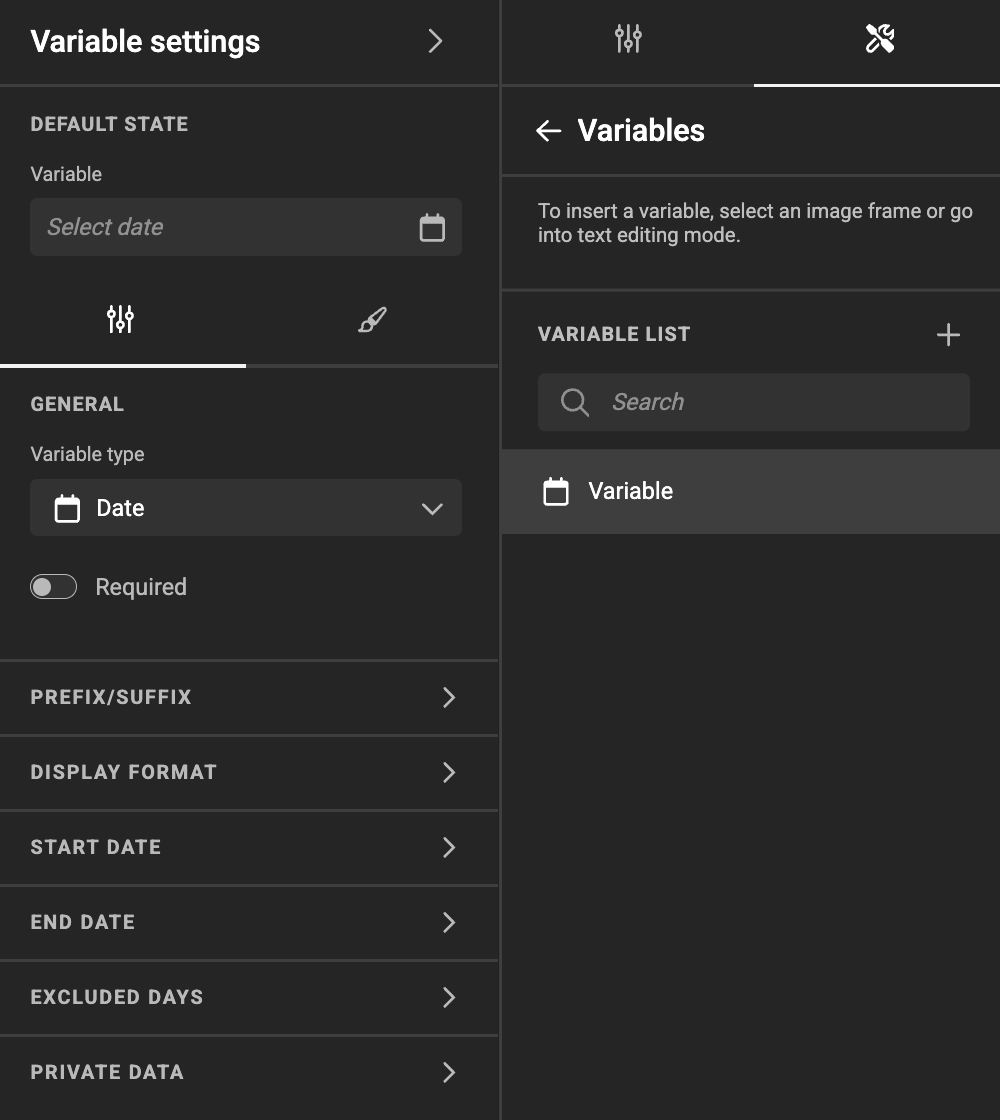 Variable settings
DEFAULT STATE
Variable
Select date
GENERAL
Variable type
Date
Required
PREFIX/SUFFIX
DISPLAY FORMAT
START DATE
END DATE
EXCLUDED DAYS
PRIVATE DATA
Variables
To insert a variable, select an image frame or go
into text editing mode.
VARIABLE LIST
Search
Variable